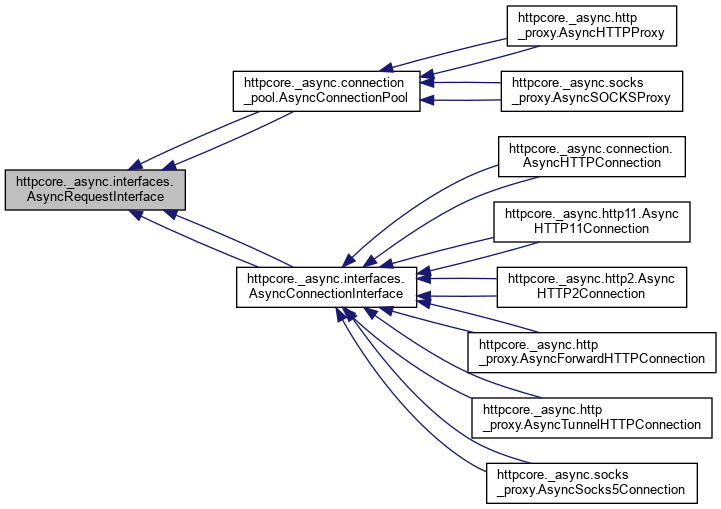 httpcore._async.http
_proxy.AsyncHTTPProxy
httpcore._async.connection
_pool.AsyncConnectionPool
httpcore._async.socks
_proxy.AsyncSOCKSProxy
httpcore._async.connection.
AsyncHTTPConnection
httpcore._async.interfaces.
AsyncRequestInterface
httpcore._async.http11.Async
HTTP11Connection
httpcore._async.interfaces.
AsyncConnectionInterface
httpcore._async.http2.Async
HTTP2Connection
httpcore._async.http
_proxy.AsyncForwardHTTPConnection
httpcore._async.http
_proxy.AsyncTunnelHTTPConnection
httpcore._async.socks
_proxy.AsyncSocks5Connection